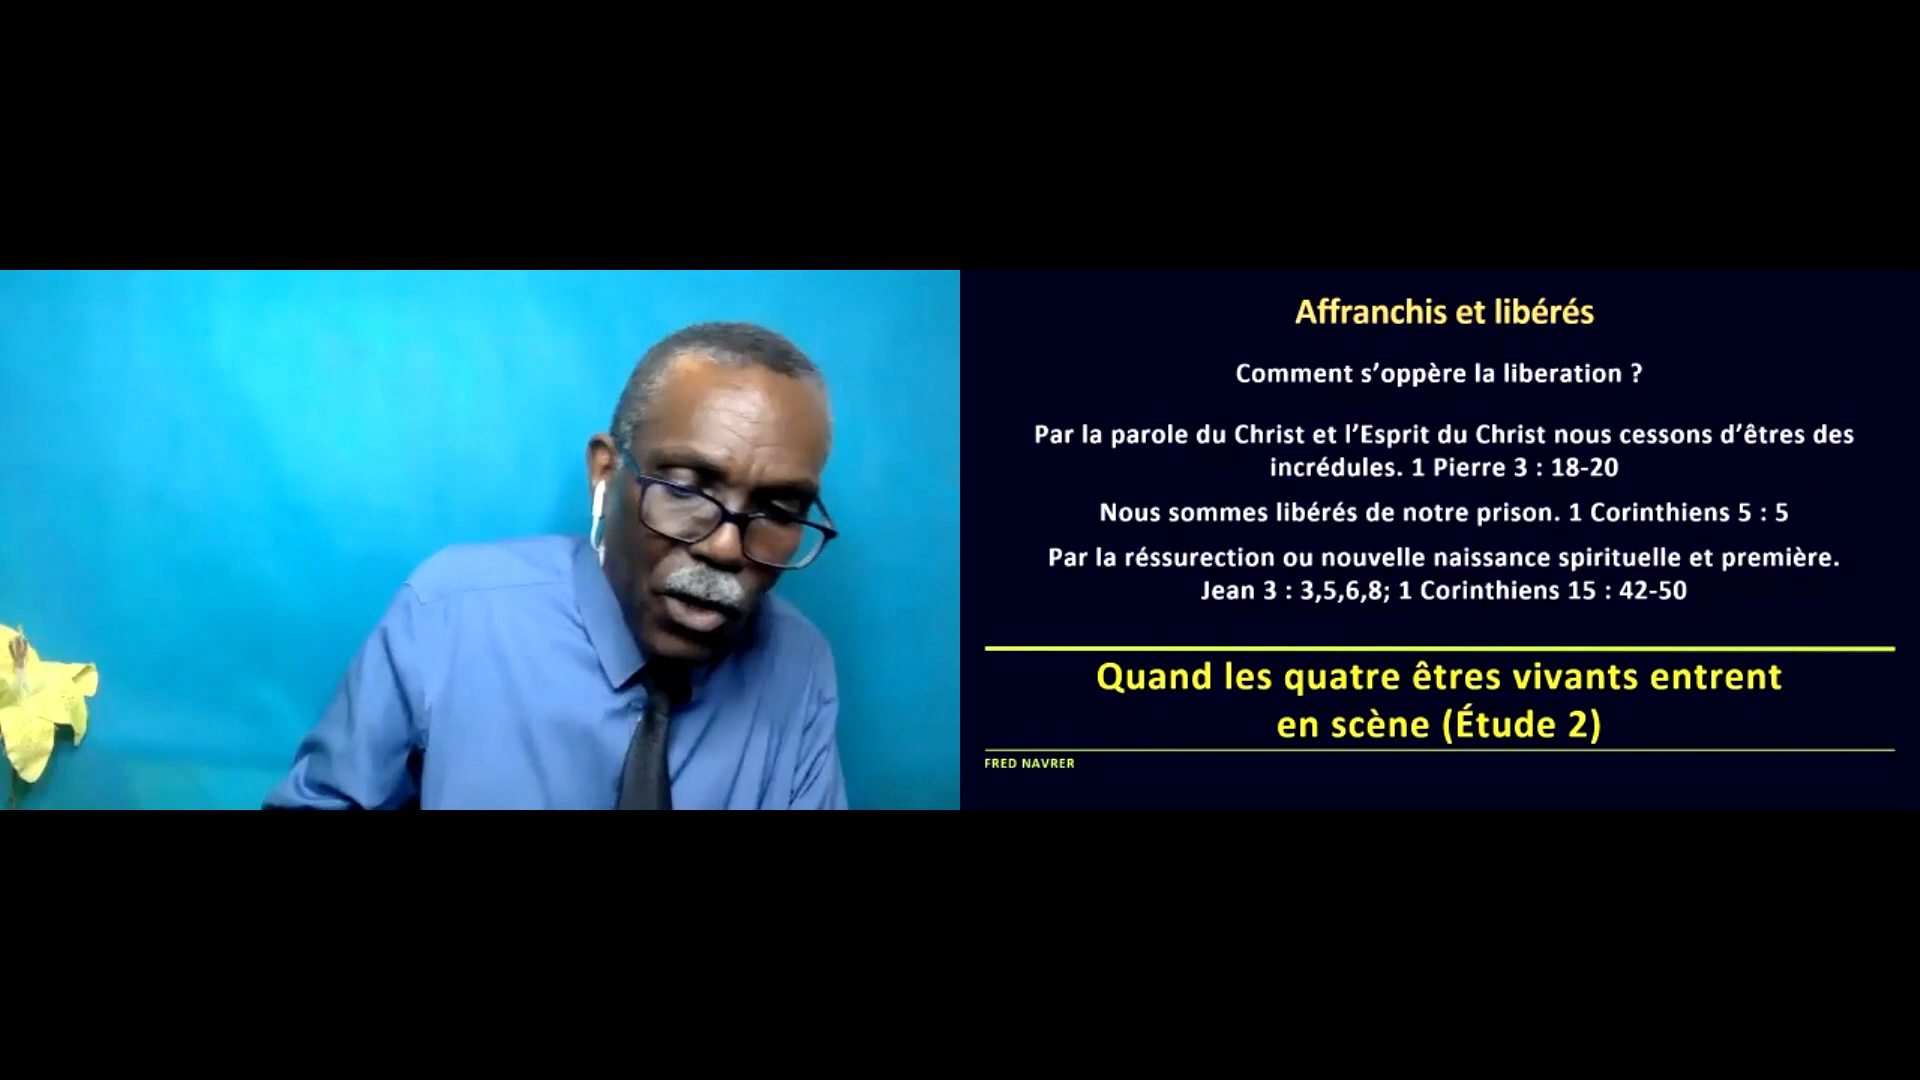 Affranchis et libérés
Comment s’oppère la liberation ?
Par la parole du Christ et l’Esprit du Christ nous cessons d’êtres des
incrédules. 1 Pierre 3 : 18-20
Nous sommes libérés de notre prison. 1 Corinthiens 5 : 5
Par la réssurection ou nouvelle naissance spirituelle et première.
Jean 3 : 3,5,6,8; 1 Corinthiens 15 : 42-50
Quand les quatre êtres vivants entrent
en scène (Étude 2)
FRED NAVRER